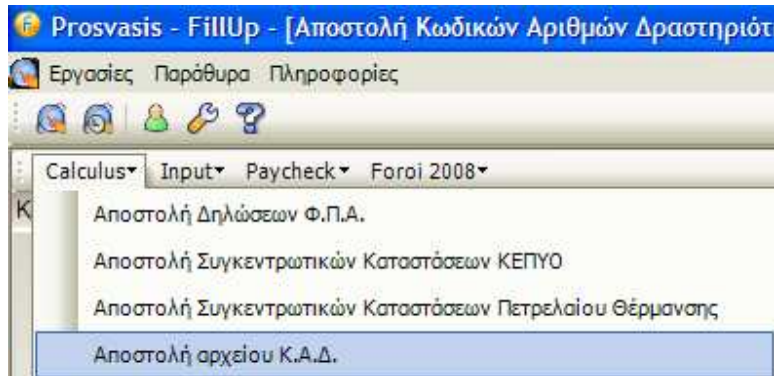 Prosvasis - FillUp - [Αποστολή Κωδικών Αριθμών Δραστηριότ
Εργασίες Παράθυρα Πληροφορίες
Calculus Input Paycheck Foroi 2008
Κ
Αποστολή Δηλώσεων Φ.Π.Α.
Αποστολή Συγκεντρωτικών Καταστάσεων ΚΕΠΥΟ
Αποστολή Συγκεντρωτικών Καταστάσεων Πετρελαίου Θέρμανσης
Αποστολή αρχείου Κ.Α.Δ.